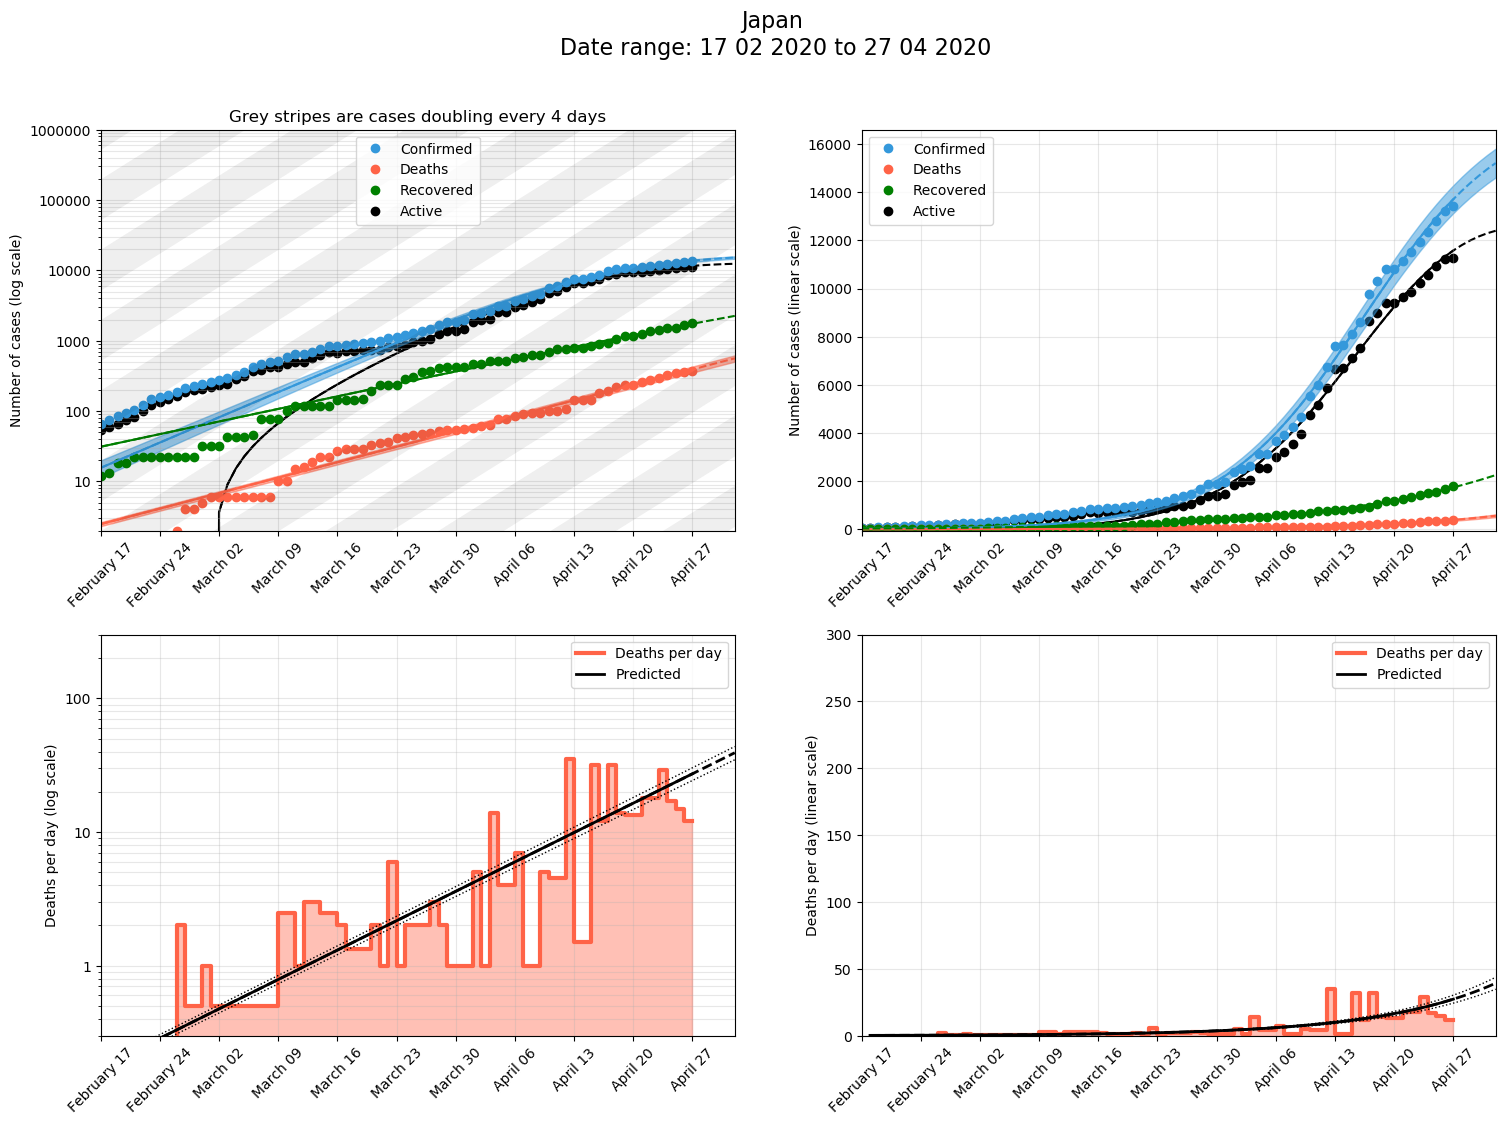 Japan
Date range: 17 02 2020 to 27 04 2020
Grey stripes are cases doubling every 4 days
Number of cases (log scale)
1000000
100000
10000
1000
100
10
Confirmed
Deaths
Recovered
Active
February 17
February 24
March 02
March 09
March 16
March 23
March 30
April 06
April 13
April 20
April 27
Number of cases (linear scale)
16000
14000
12000
10000
8000
6000
4000
2000
0
Confirmed
Deaths
Recovered
Active
February 17
February 24
March 02
March 09
March 16
March 23
March 30
April 06
April 13
April 20
April 27
Deaths per day (log scale)
100
10
1
Deaths per day
Predicted
February 17
February 24
March 02
March 09
March 16
March 23
March 30
April 06
April 13
April 20
April 27
Deaths per day (linear scale)
300
250
200
150
100
50
0
Deaths per day
Predicted
February 17
February 24
March 02
March 09
March 16
March 23
March 30
April 06
April 13
April 20
April 27